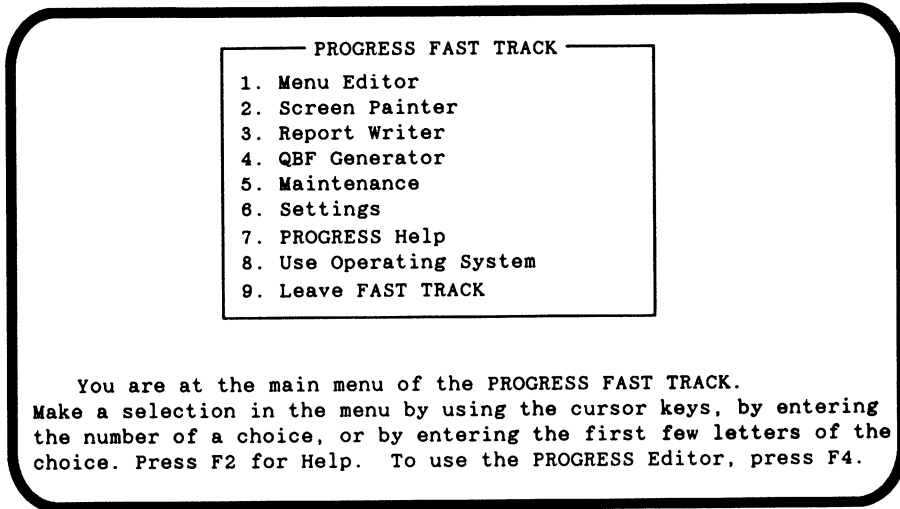 PROGRESS FAST TRACK
1. Menu Editor
2. Screen Painter
3. Report Writer
4. QBF Generator
5. Maintenance
6. Settings
7. PROGRESS Help
8. Use Operating System
9. Leave FAST TRACK
You are at the main menu of the PROGRESS FAST TRACK.
Make a selection in the menu by using the cursor keys, by entering
the number of a choice, or by entering the first few letters of the
choice. Press F2 for Help. To use the PROGRESS Editor, press F4.